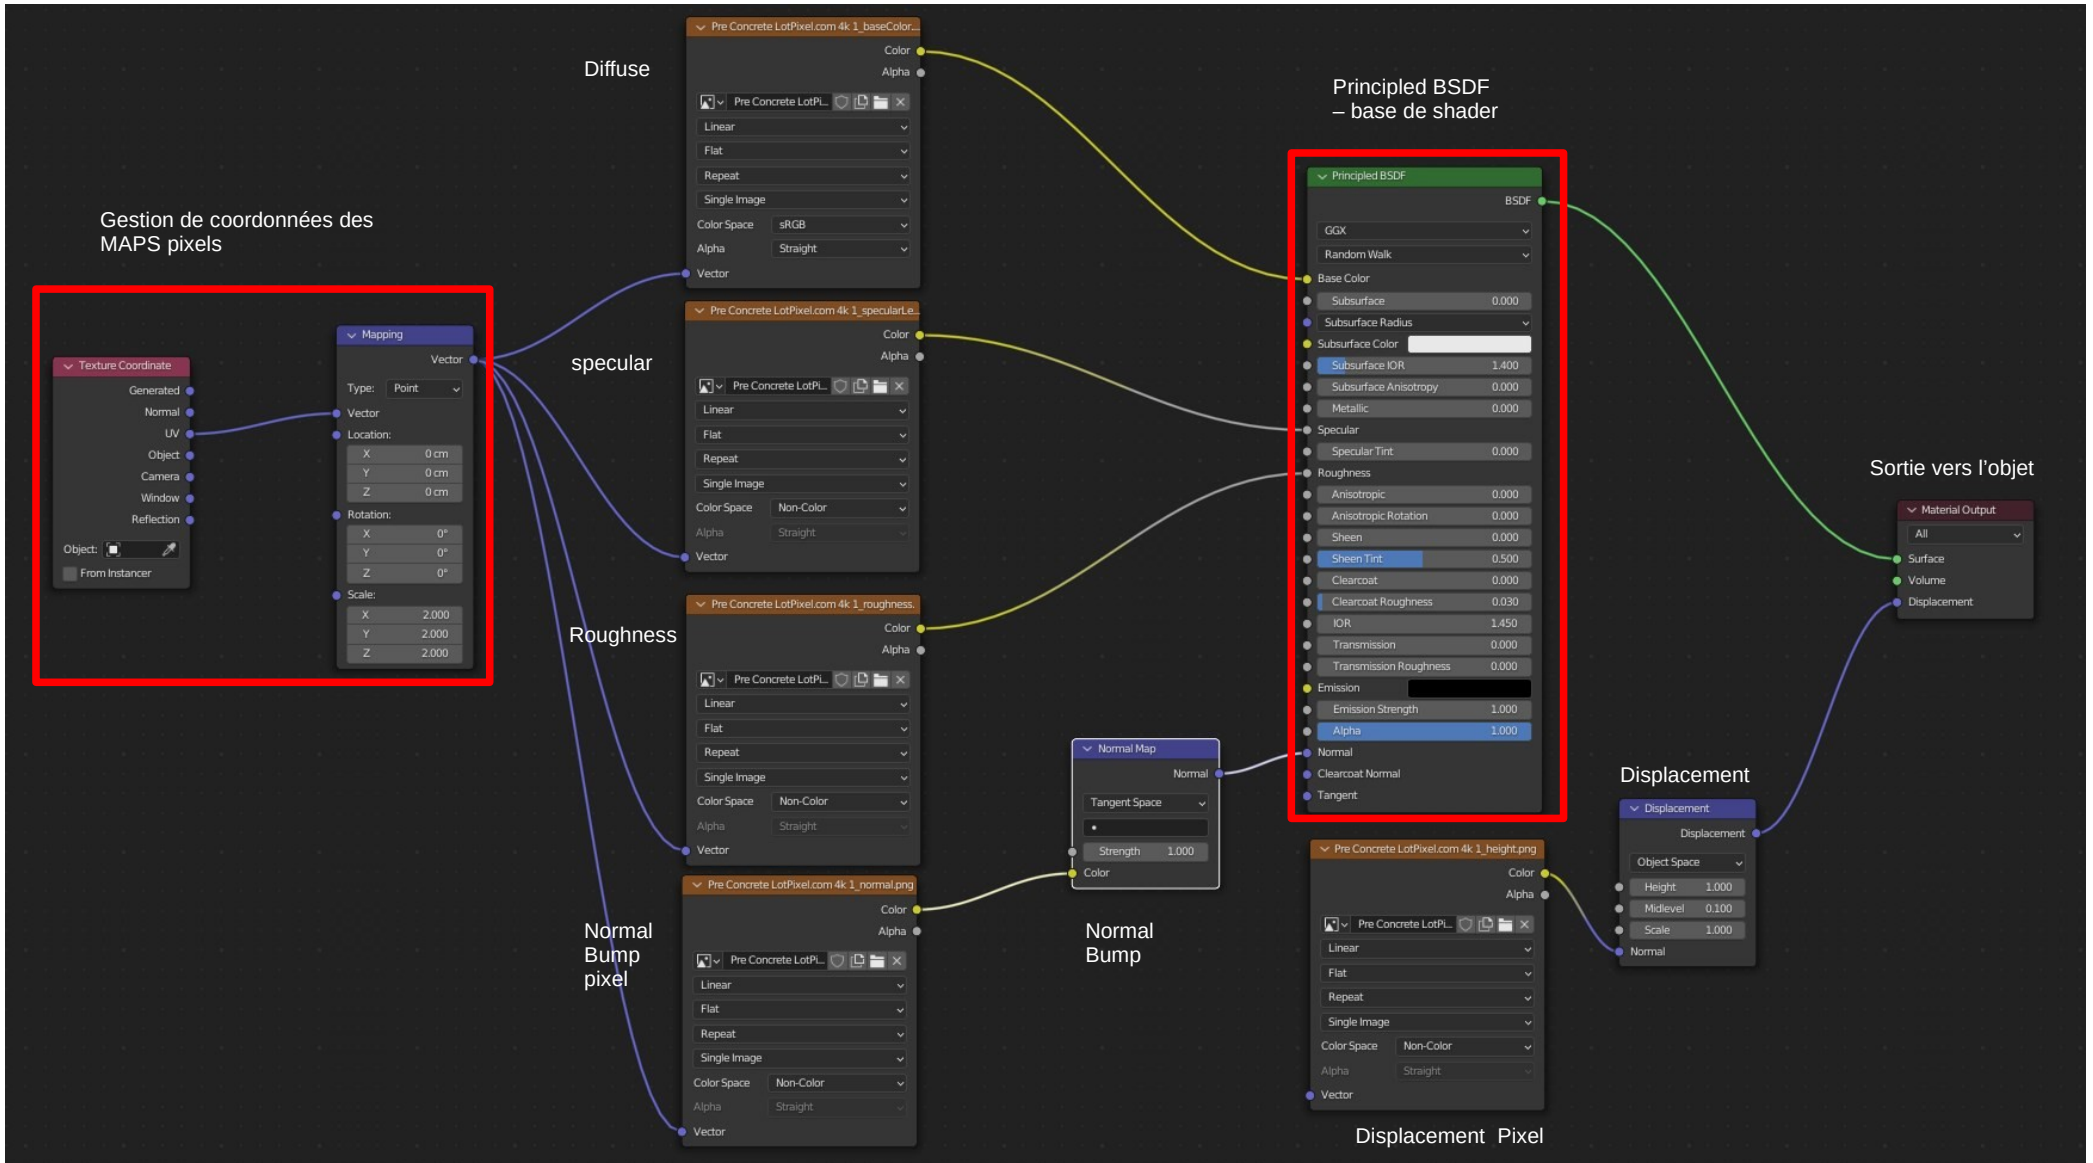 Gestion de coordonnées des
MAPS pixels
Texture Coordinate
Generated
Normal
UV
Object
Camera
Window
Reflection
Object:
From Instancer
Mapping
Vector
Type: Point
Vector
Location:
X 0 cm
Y 0 cm
Z 0 cm
Rotation:
X 0°
Y 0°
Z 0°
Scale:
X 2.000
Y 2.000
Z 2.000
Diffuse
Pre Concrete LotPixel.com 4k 1_baseColor...
Color
Alpha
Pre Concrete LotPi...
Linear
Flat
Repeat
Single Image
Color Space sRGB
Alpha Straight
Vector
specular
Pre Concrete LotPixel.com 4k 1_specularLe...
Color
Alpha
Pre Concrete LotPi...
Linear
Flat
Repeat
Single Image
Color Space Non-Color
Alpha Straight
Vector
Roughness
Pre Concrete LotPixel.com 4k 1_roughness.
Color
Alpha
Pre Concrete LotPi...
Linear
Flat
Repeat
Single Image
Color Space Non-Color
Alpha Straight
Vector
Normal
Bump
pixel
Pre Concrete LotPixel.com 4k 1_normal.png
Color
Alpha
Pre Concrete LotPi...
Linear
Flat
Repeat
Single Image
Color Space Non-Color
Alpha Straight
Vector
Normal Map
Normal
Tangent Space
Strength 1.000
Color
Normal
Bump
Principled BSDF
– base de shader
Principled BSDF
BSDF
GGX
Random Walk
Base Color
Subsurface 0.000
Subsurface Radius
Subsurface Color
Subsurface IOR 1.400
Subsurface Anisotropy 0.000
Metallic 0.000
Specular
Specular Tint 0.000
Roughness
Anisotropic 0.000
Anisotropic Rotation 0.000
Sheen 0.000
Sheen Tint 0.500
Clearcoat 0.000
Clearcoat Roughness 0.030
IOR 1.450
Transmission 0.000
Transmission Roughness 0.000
Emission
Emission Strength 1.000
Alpha 1.000
Normal
Clearcoat Normal
Tangent
Pre Concrete LotPixel.com 4k 1_height.png
Color
Alpha
Pre Concrete LotPi...
Linear
Flat
Repeat
Single Image
Color Space Non-Color
Alpha Straight
Vector
Displacement Pixel
Displacement
Displacement
Displacement
Object Space
Height 1.000
Midlevel 0.100
Scale 1.000
Normal
Sortie vers l’objet
Material Output
All
Surface
Volume
Displacement